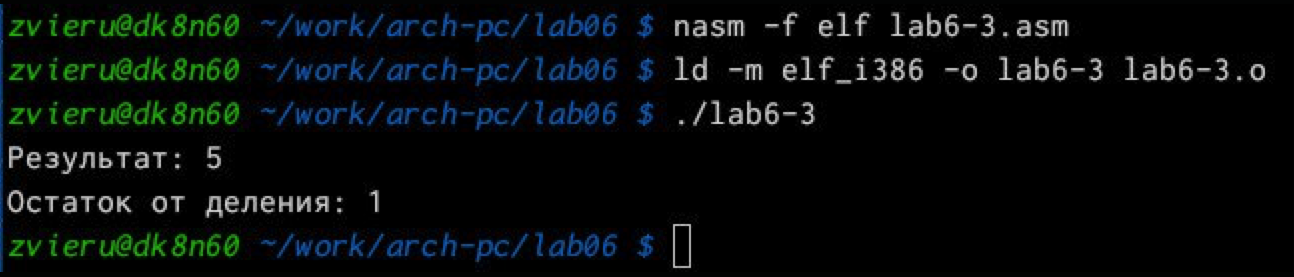 zvieru@dk8n60 ~/work/arch-pc/lab06 $ nasm -f elf lab6-3.asm
zvieru@dk8n60 ~/work/arch-pc/lab06 $ ld -m elf_i386 -o lab6-3 lab6-3.o
zvieru@dk8n60 ~/work/arch-pc/lab06 $ ./lab6-3
Результат: 5
Остаток от деления: 1
zvieru@dk8n60 ~/work/arch-pc/lab06 $